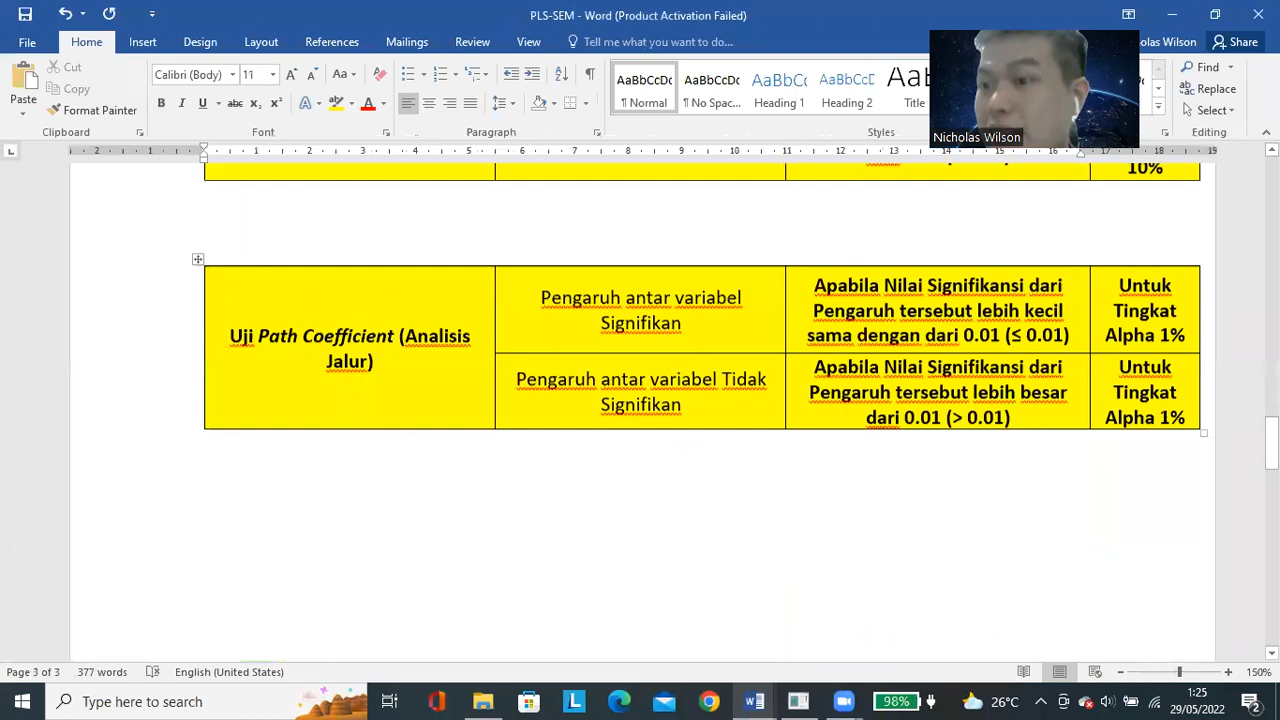 PLS-SEM - Word (Product Activation Failed)
File
Home
Insert
Design
Layout
References
Mailings
Review
View
Tell me what you want to do...
Share
Paste
Cut
Copy
Format Painter
Clipboard
Calibri (Body)
11
Font
Paragraph
AaBbCcDc
¶ Normal
AaBbCcDc
¶ No Spac...
AaBbCc
Heading 1
AaBbCcD
Heading 2
Title
Styles
Find
Replace
Select
Editing
Nicholas Wilson
10%
Uji Path Coefficient (Analisis
Jalur)
Pengaruh antar variabel
Signifikan
Apabila Nilai Signifikansi dari
Pengaruh tersebut lebih kecil
sama dengan dari 0.01 (≤ 0.01)
Untuk
Tingkat
Alpha 1%
Pengaruh antar variabel Tidak
Signifikan
Apabila Nilai Signifikansi dari
Pengaruh tersebut lebih besar
dari 0.01 (> 0.01)
Untuk
Tingkat
Alpha 1%
Page 3 of 3
377 words
English (United States)
150%
Type here to search
98%
26°C
1:25
29/05/2022
2